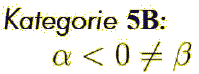 Kategorie 5B:
α < 0 ≠ β